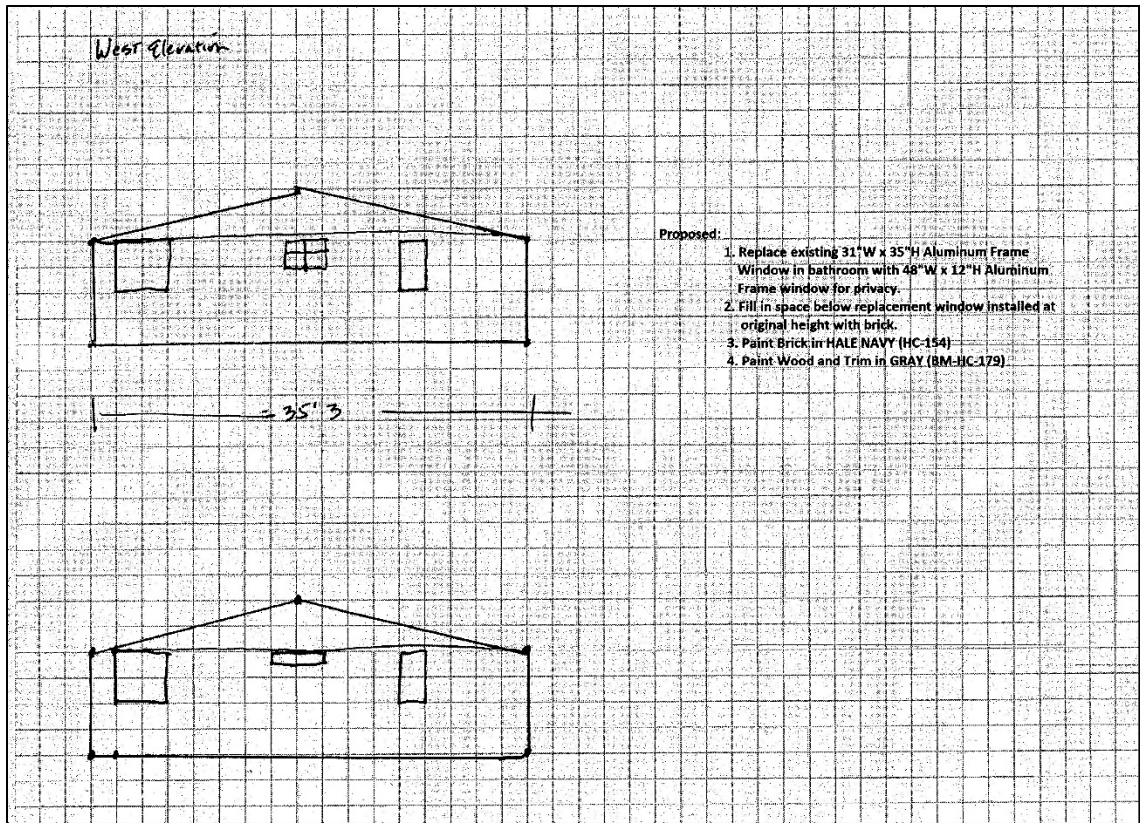 West Elevation
Proposed:
1. Replace existing 31"W x 35"H Aluminum Frame
Window in bathroom with 48"W x 12"H Aluminum
Frame window for privacy.
2. Fill in space below replacement window installed at
original height with brick.
3. Paint Brick in HALE NAVY (HC-154)
4. Paint Wood and Trim in GRAY (BM-HC-179)
= 35' 3